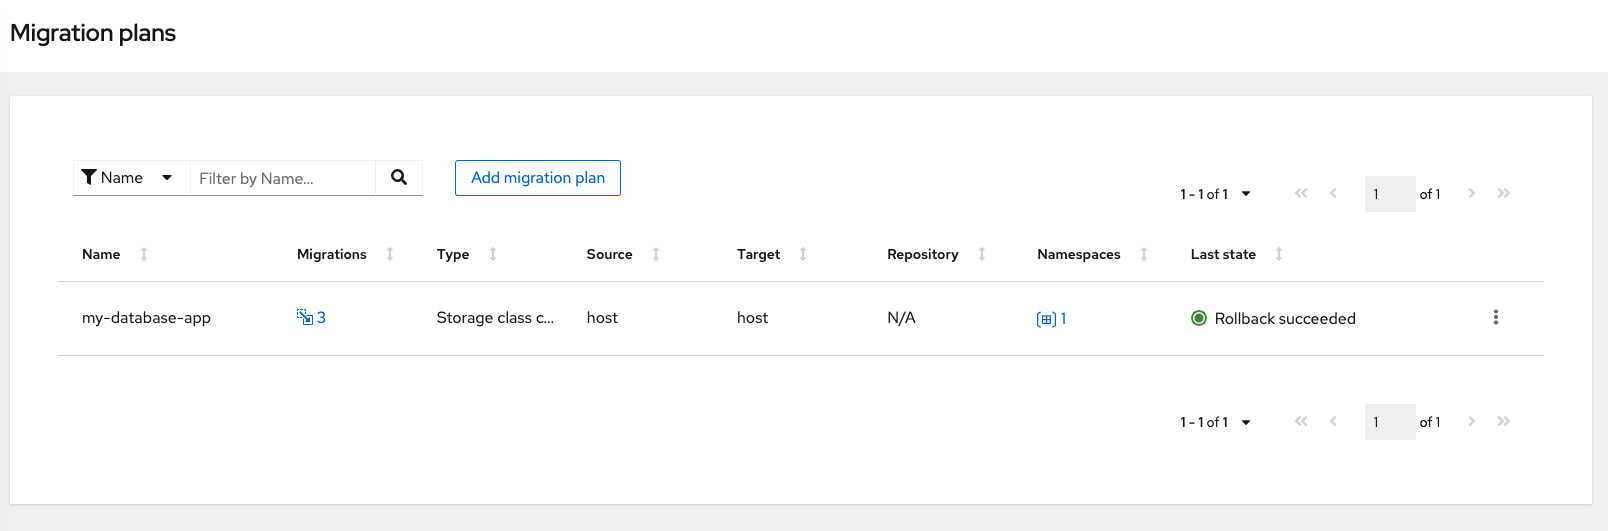 Migration plans
Name Filter by Name... Add migration plan
1 - 1 of 1 1 of 1
Name Migrations Type Source Target Repository Namespaces Last state
my-database-app 3 Storage class c... host host N/A 1 Rollback succeeded
1 - 1 of 1 1 of 1